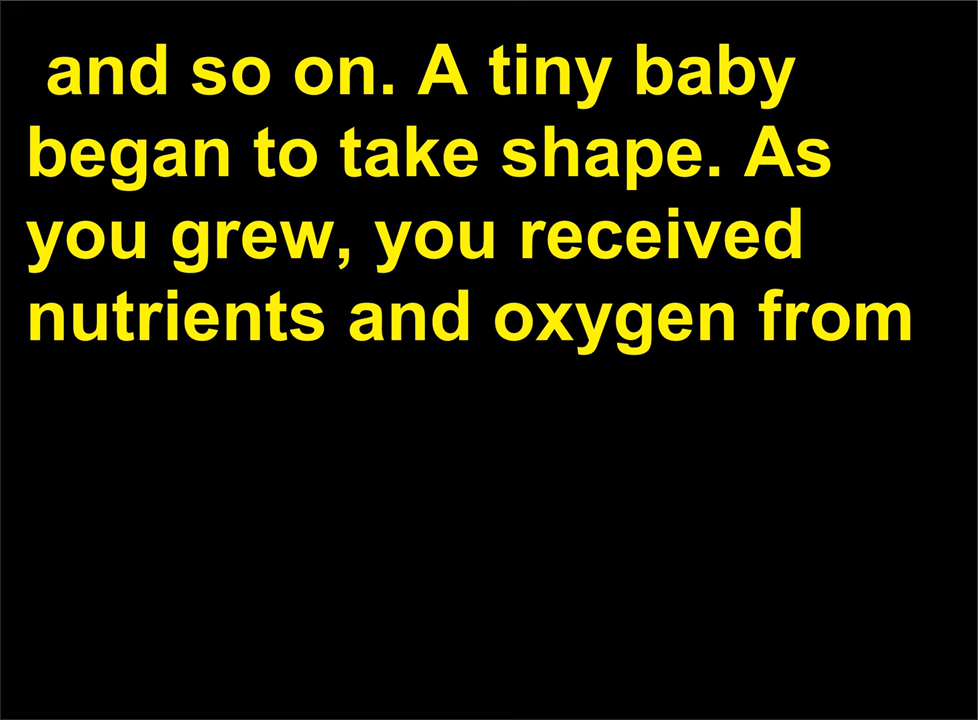 and so on. A tiny baby
began to take shape. As
you grew, you received
nutrients and oxygen from